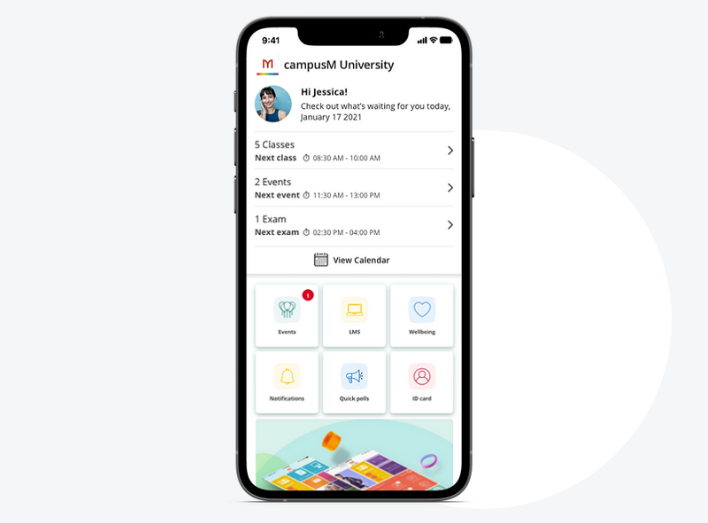 9:41
campusM University
Hi Jessica!
Check out what's waiting for you today,
January 17 2021
5 Classes
Next class 08:30 AM - 10:00 AM
2 Events
Next event 11:30 AM - 13:00 PM
1 Exam
Next exam 02:30 PM - 04:00 PM
View Calendar
1
Events LMS Wellbeing
Notifications Quick polls ID card